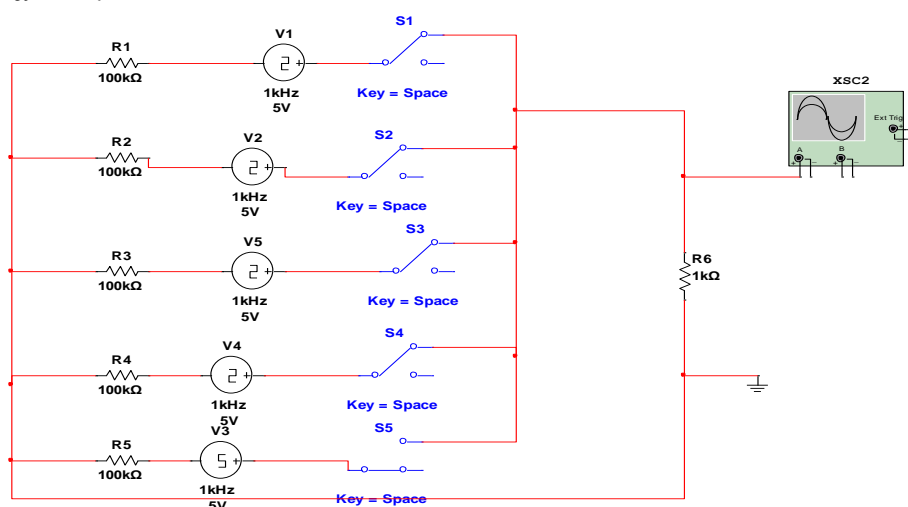 S1
V1
R1
100kΩ
1kHz
5V
Key = Space
XSC2
Ext Trig
+
_
A
B
+ _ + _
S2
V2
R2
100kΩ
1kHz
5V
Key = Space
S3
V5
R3
100kΩ
1kHz
5V
Key = Space
R6
1kΩ
S4
V4
R4
100kΩ
1kHz
5V
Key = Space
S5
V3
R5
100kΩ
1kHz
5V
Key = Space